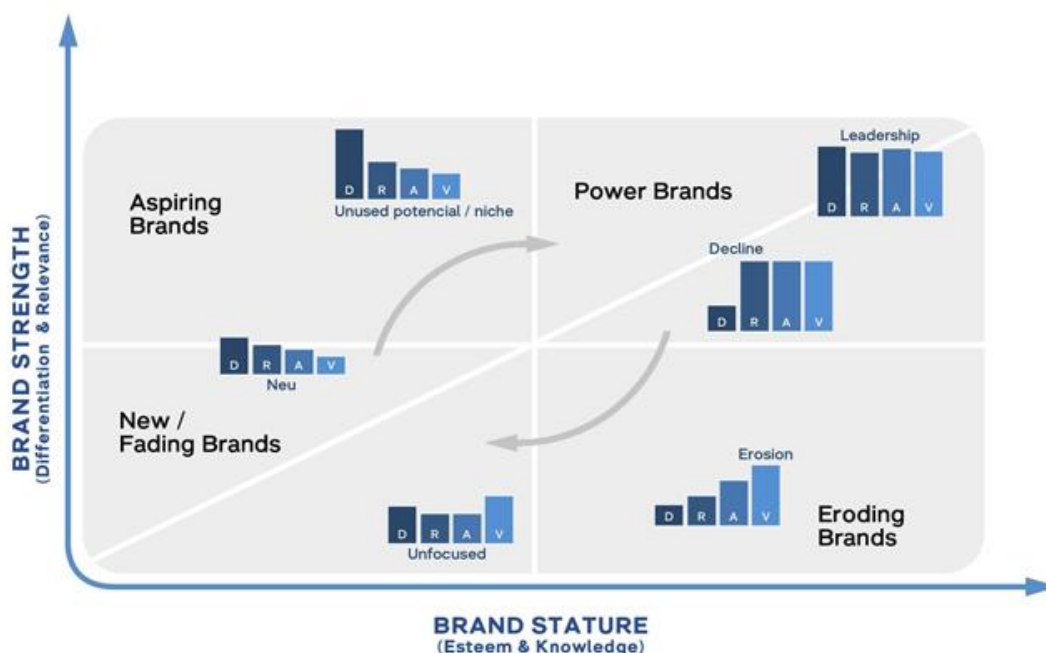 BRAND STRENGTH
(Differentiation & Relevance)
Aspiring
Brands
D R A V
Unused potencial / niche
Power Brands
Leadership
D R A V
Decline
D R A V
D R A V
Neu
New /
Fading Brands
D R A V
Unfocused
Erosion
D R A V
Eroding
Brands
BRAND STATURE
(Esteem & Knowledge)